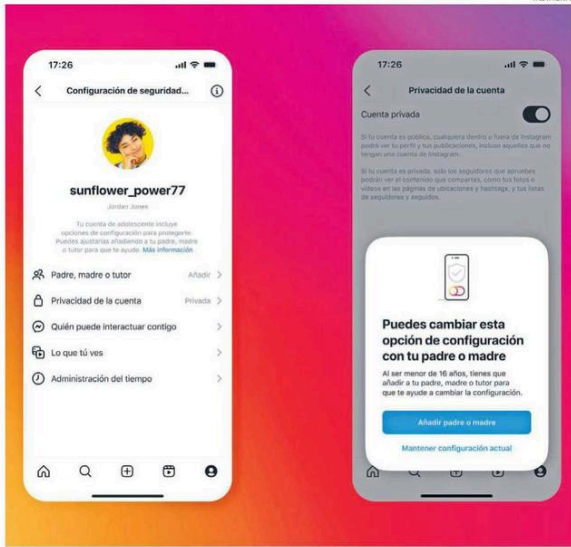 17:26
Configuración de seguridad...
sunflower_power77
Jordan Jones
Tu cuenta de adolescente incluye
opciones de configuración para protegerte.
Puedes ajustarlas añadiendo a tu padre, madre
o tutor para que te ayude. Más información
Padre, madre o tutor Añadir
Privacidad de la cuenta Privada
Quién puede interactuar contigo
Lo que tú ves
Administración del tiempo
17:26
Privacidad de la cuenta
Cuenta privada
Si tu cuenta es pública, cualquiera dentro o fuera de Instagram
podrá ver tu perfil y tus publicaciones, incluso aquellos que no
tengan una cuenta de Instagram.
Si tu cuenta es privada, solo los seguidores que apruebes
podrán ver el contenido que compartes, como tus fotos o
vídeos en las páginas de ubicaciones y hashtags, y tus listas
de seguidores y seguidos.
Puedes cambiar esta
opción de configuración
con tu padre o madre
Al ser menor de 16 años, tienes que
añadir a tu padre, madre o tutor para
que te ayude a cambiar la configuración.
Añadir padre o madre
Mantener configuración actual